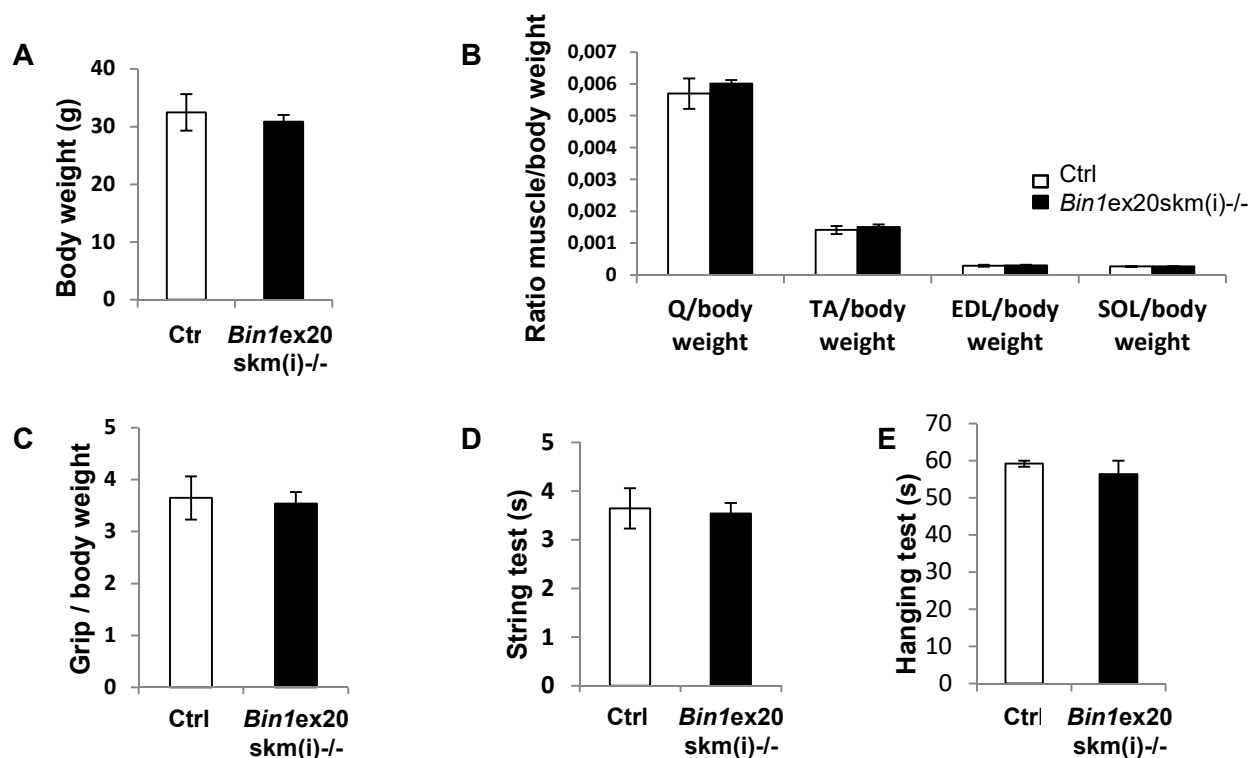 A
Body weight (g)
40
30
20
10
0
Ctr
Bin1ex20
skm(i)-/-
B
Ratio muscle/body weight
0,007
0,006
0,005
0,004
0,003
0,002
0,001
0
Q/body
weight
TA/body
weight
EDL/body
weight
SOL/body
weight
Ctrl
Bin1ex20skm(i)-/-
C
Grip / body weight
5
4
3
2
1
0
Ctrl
Bin1ex20
skm(i)-/-
D
String test (s)
5
4
3
2
1
0
Ctrl
Bin1ex20
skm(i)-/-
E
Hanging test (s)
70
60
50
40
30
20
10
0
Ctrl
Bin1ex20
skm(i)-/-